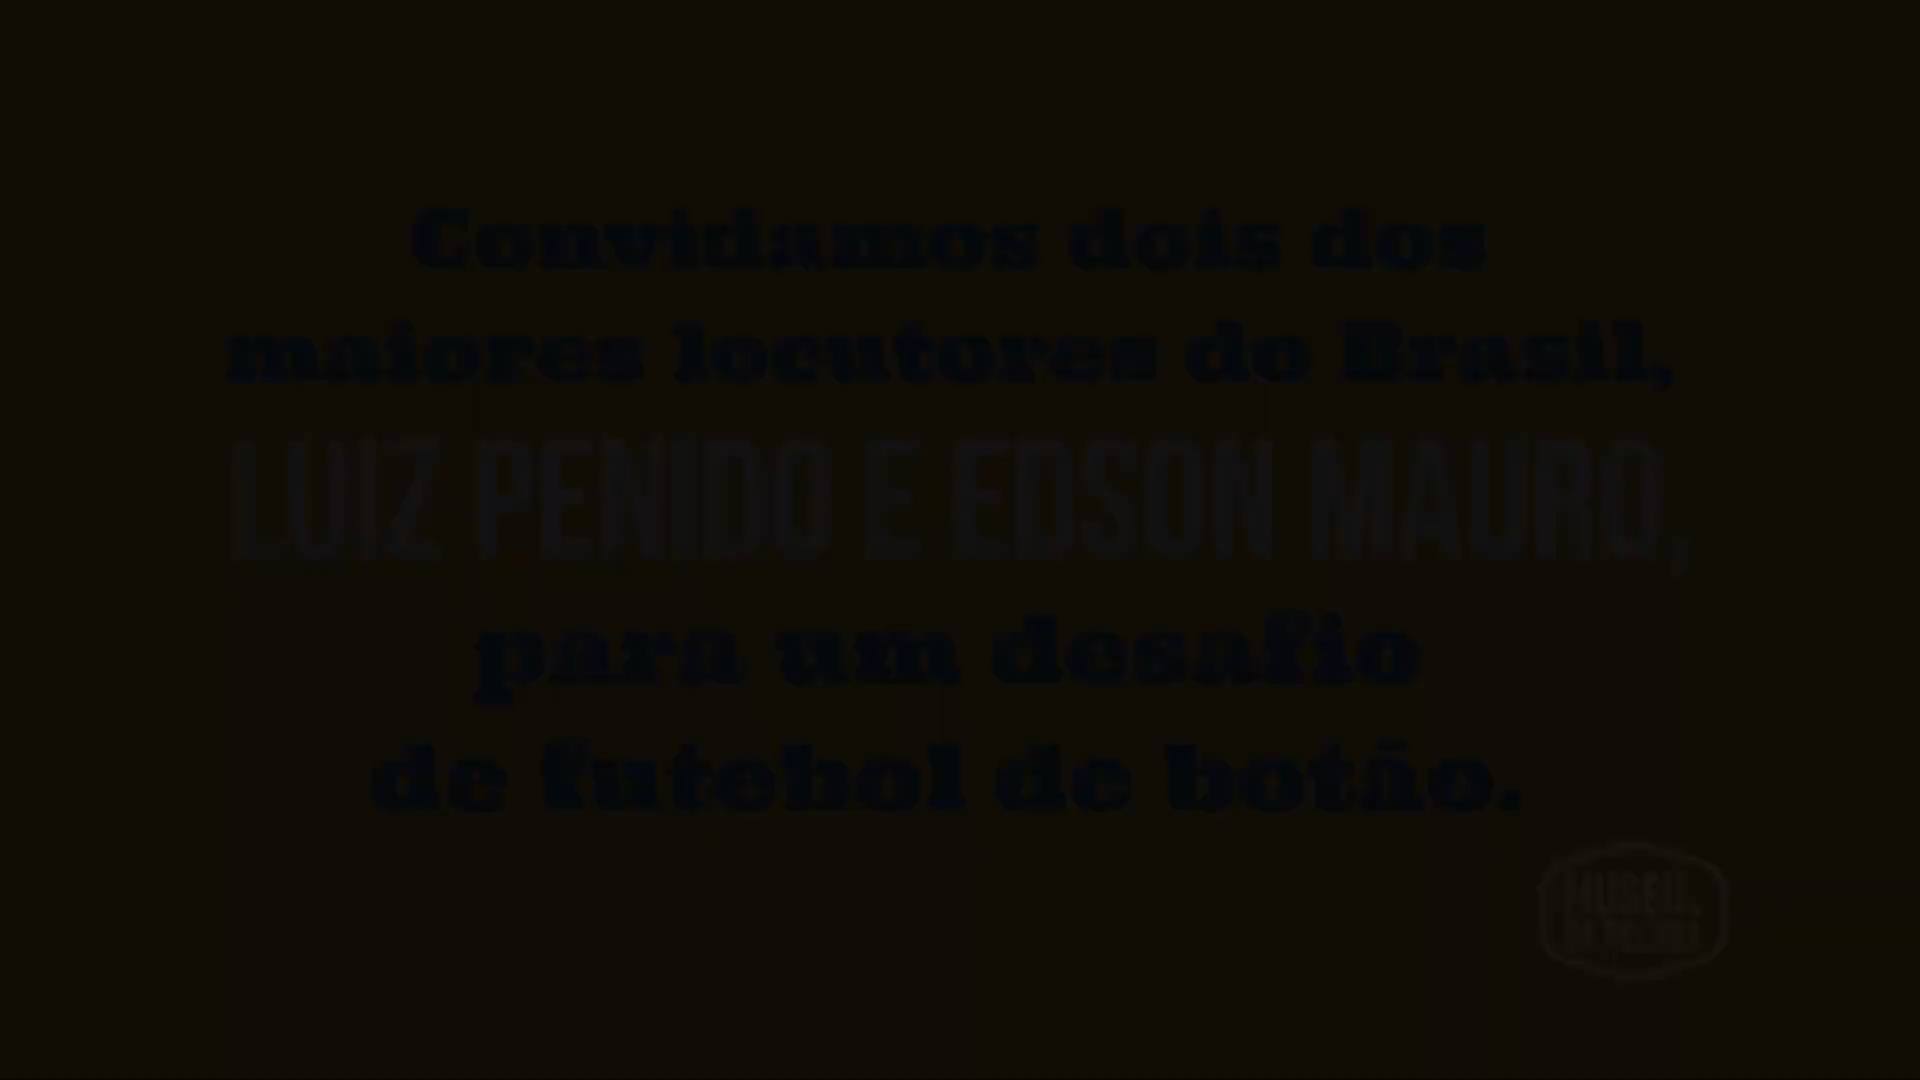 Convidamos dois dos
maiores locutores do Brasil,
LUIZ PENIDO E EDSON MAURO,
para um desafio
de futebol de botão.